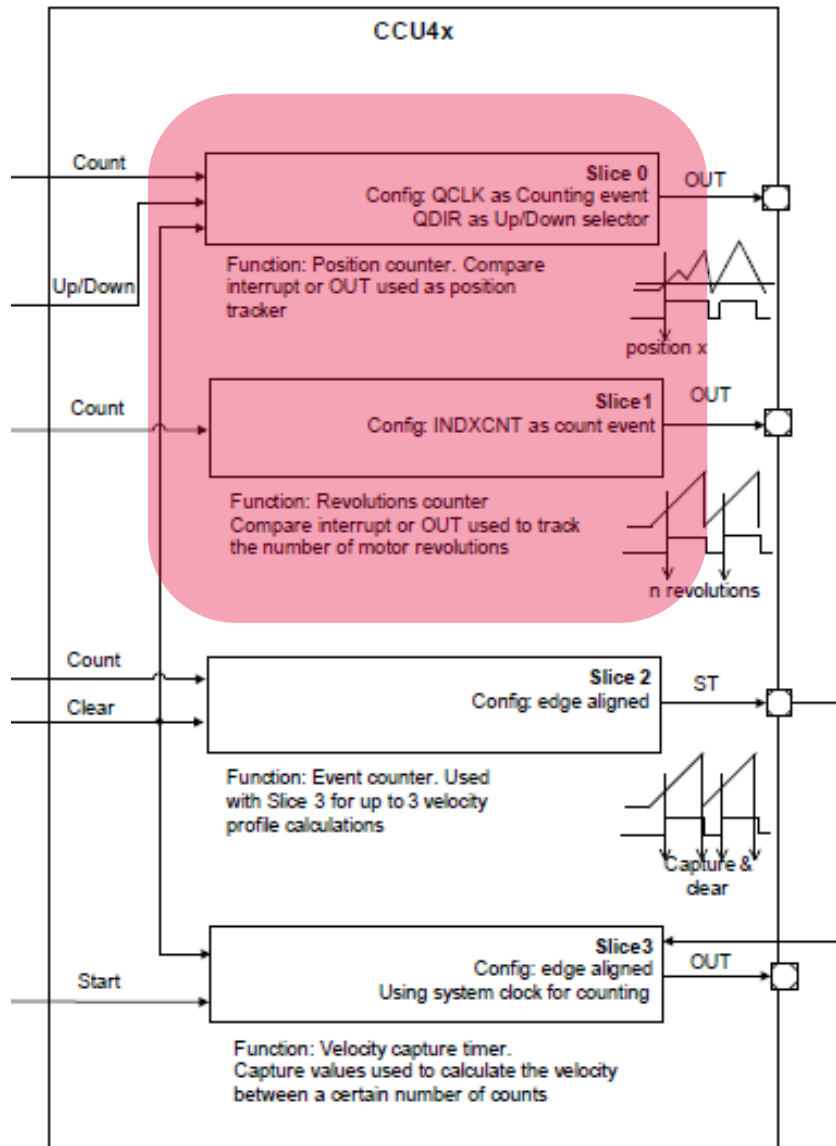 CCU4x
Count
Slice 0
Config: QCLK as Counting event
QDIR as Up/Down selector
OUT
Up/Down
Function: Position counter. Compare
interrupt or OUT used as position
tracker
position x
Count
Slice1
Config: INDXCNT as count event
OUT
Function: Revolutions counter
Compare interrupt or OUT used to track
the number of motor revolutions
n revolutions
Count
Clear
Slice 2
Config: edge aligned
ST
Function: Event counter. Used
with Slice 3 for up to 3 velocity
profile calculations
Capture &
clear
Slice3
Config: edge aligned
Using system clock for counting
OUT
Start
Function: Velocity capture timer.
Capture values used to calculate the velocity
between a certain number of counts